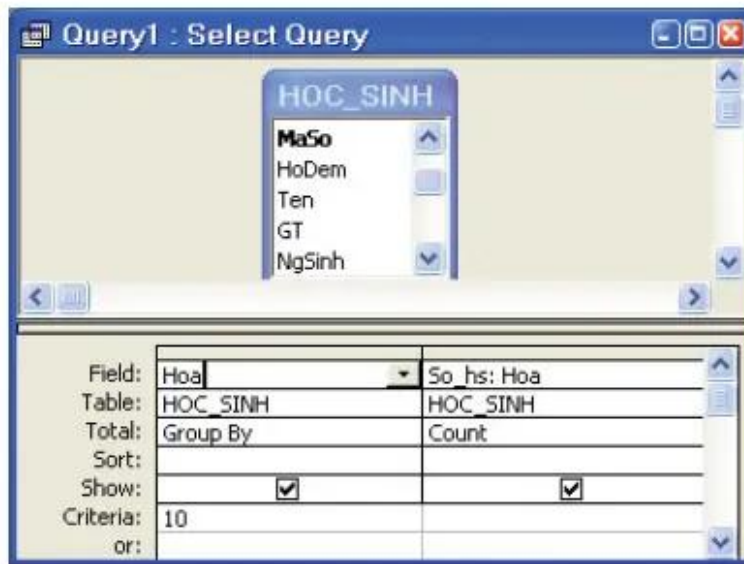 Query1 : Select Query
HOC_SINH
MaSo
HoDem
Ten
GT
NgSinh
Field: Hoa So_hs: Hoa
Table: HOC_SINH HOC_SINH
Total: Group By Count
Sort:
Show:
Criteria: 10
or: